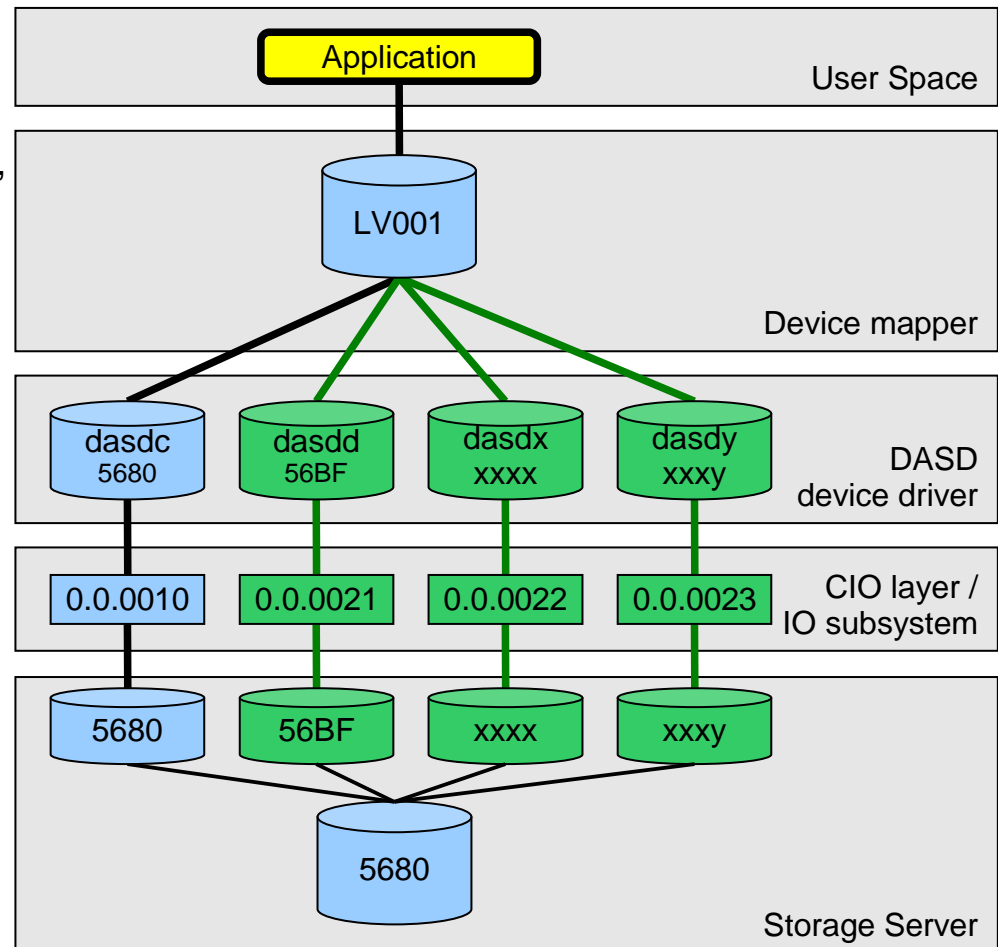 Application
User Space
,
LV001
Device mapper
dasdc
5680
dasdd
56BF
dasdx
xxxx
dasdy
xxxy
DASD
device driver
0.0.0010
0.0.0021
0.0.0022
0.0.0023
CIO layer /
IO subsystem
5680
56BF
xxxx
xxxy
5680
Storage Server